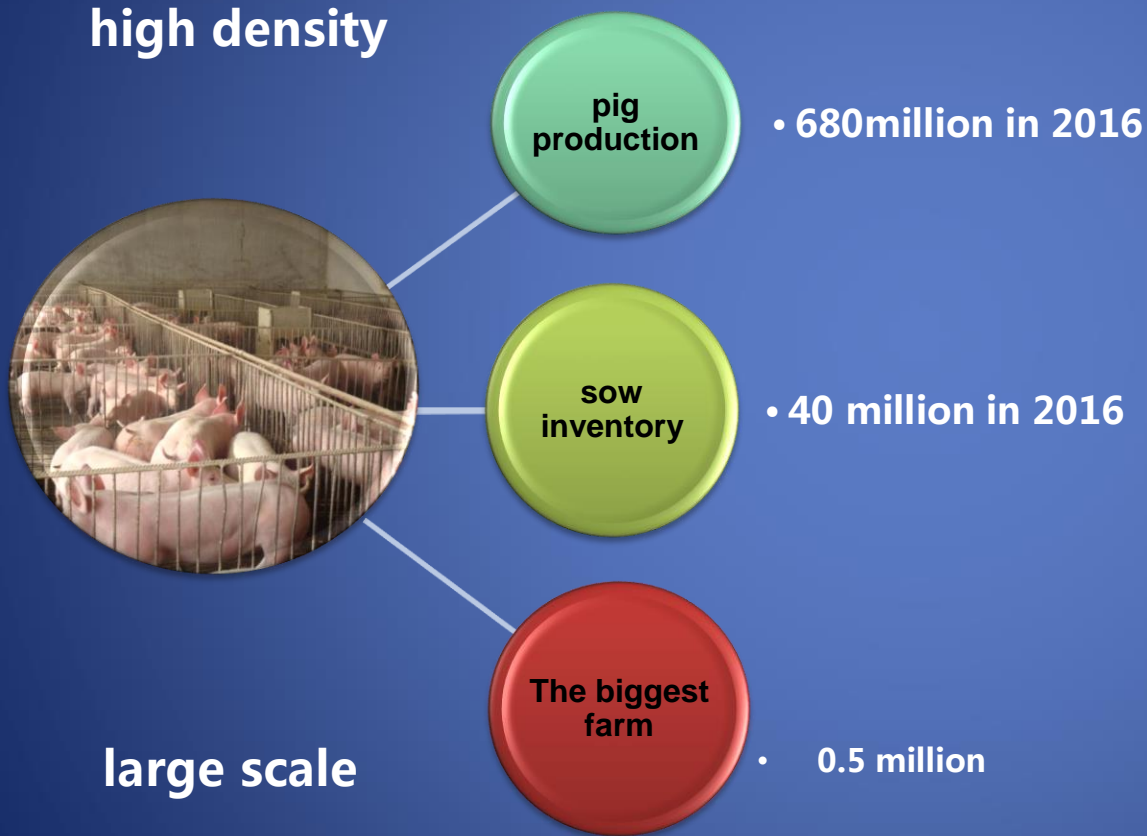 high density
pig
production
• 680million in 2016
sow
inventory
• 40 million in 2016
The biggest
farm
• 0.5 million
large scale